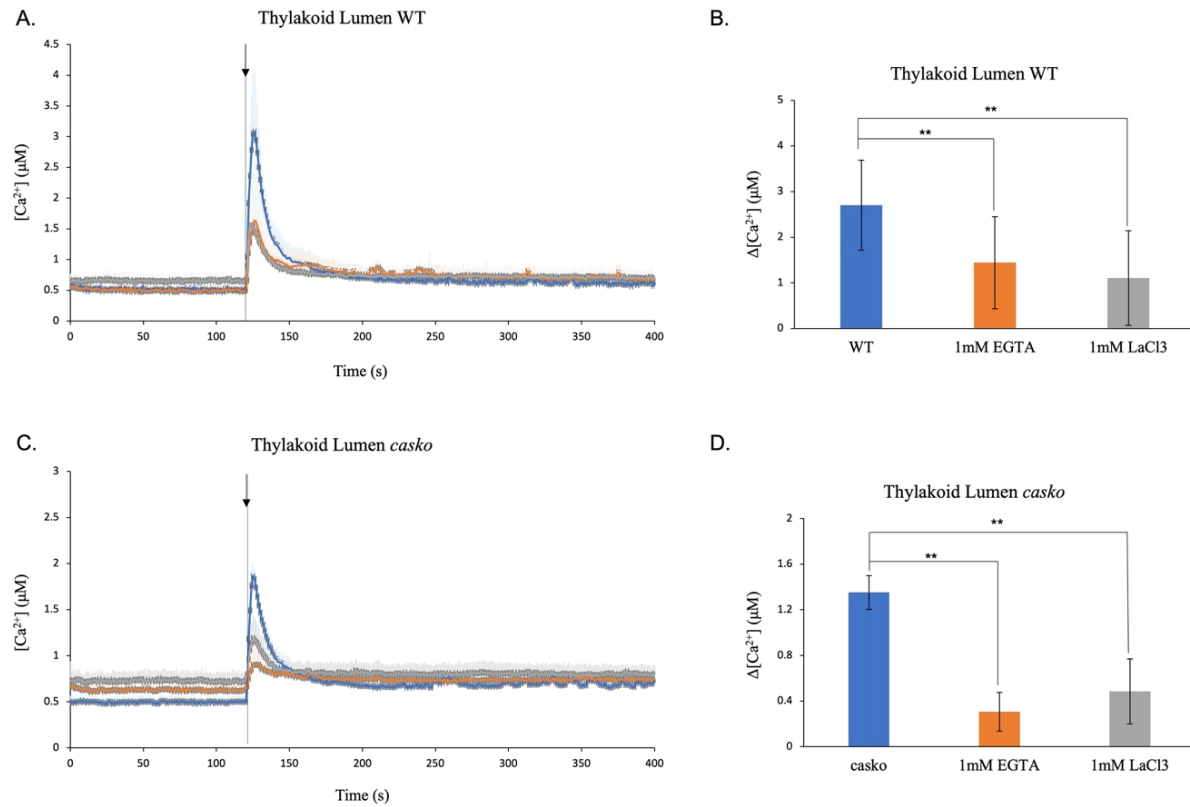 A.
Thylakoid Lumen WT
[Ca²⁺] (µM)
4.5
4
3.5
3
2.5
2
1.5
1
0.5
0
0 50 100 150 200 250 300 350 400
Time (s)
B.
Thylakoid Lumen WT
Δ[Ca²⁺] (µM)
5
4
3
2
1
0
**
**
WT 1mM EGTA 1mM LaCl3
C.
Thylakoid Lumen casko
[Ca²⁺] (µM)
3
2.5
2
1.5
1
0.5
0
0 50 100 150 200 250 300 350 400
Time (s)
D.
Thylakoid Lumen casko
Δ[Ca²⁺] (µM)
2
1.6
1.2
0.8
0.4
0
**
**
casko 1mM EGTA 1mM LaCl3